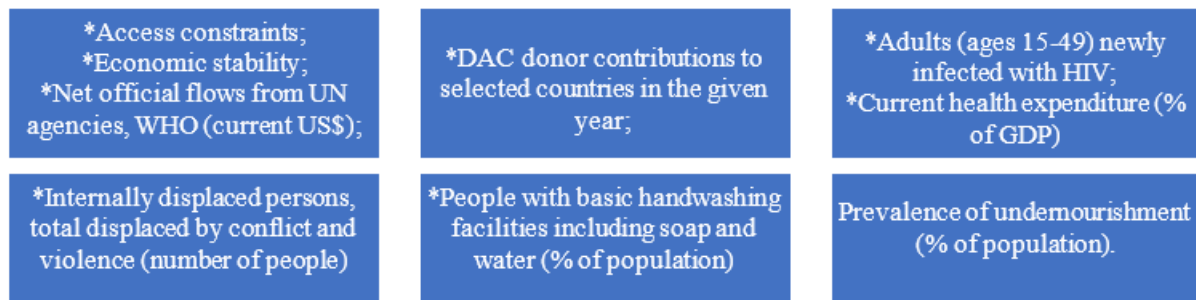 *Access constraints;
*Economic stability;
*Net official flows from UN
agencies, WHO (current US$);
*DAC donor contributions to
selected countries in the given
year;
*Adults (ages 15-49) newly
infected with HIV;
*Current health expenditure (%
of GDP)
*Internally displaced persons,
total displaced by conflict and
violence (number of people)
*People with basic handwashing
facilities including soap and
water (% of population)
Prevalence of undernourishment
(% of population).